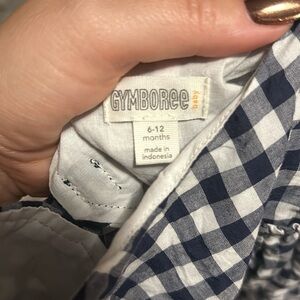 GYMBOREE
baby
6-12
months
made in
indonesia